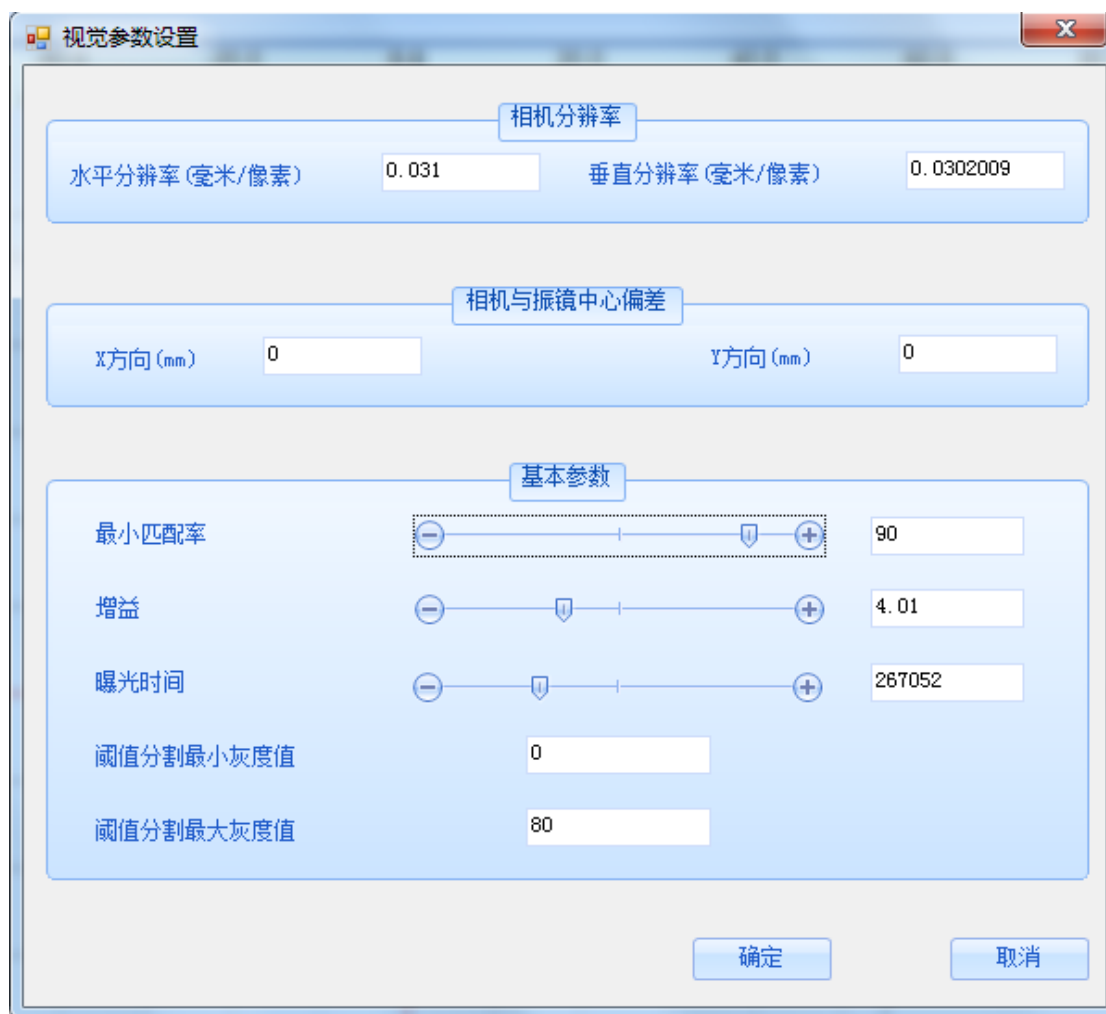 视觉参数设置
相机分辨率
水平分辨率(毫米/像素) 0.031 垂直分辨率(毫米/像素) 0.0302009
相机与振镜中心偏差
X方向(mm) 0 Y方向(mm) 0
基本参数
最小匹配率 90
增益 4.01
曝光时间 267052
阈值分割最小灰度值 0
阈值分割最大灰度值 80
确定 取消